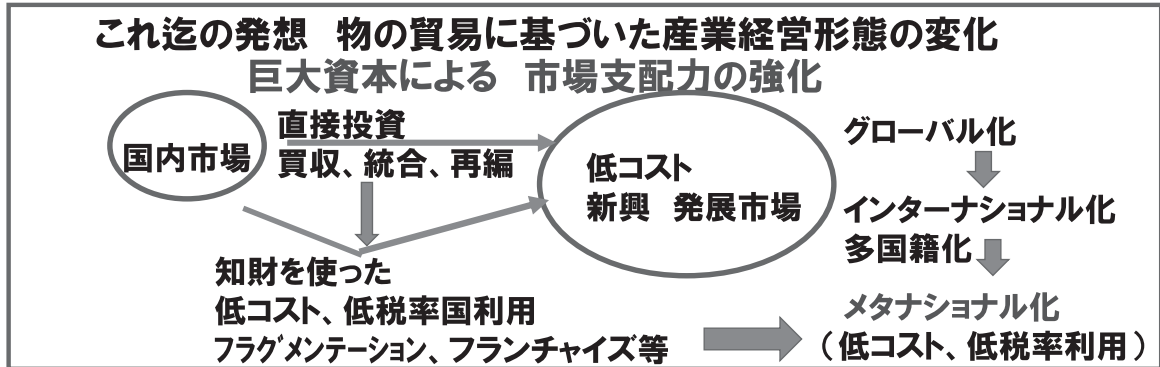 これ迄の発想 物の貿易に基づいた産業経営形態の変化
巨大資本による 市場支配力の強化
国内市場
直接投資
買収、統合、再編
低コスト
新興 発展市場
知財を使った
低コスト、低税率国利用
フラグメンテーション、フランチャイズ等
グローバル化
インターナショナル化
多国籍化
メタナショナル化
（低コスト、低税率利用）